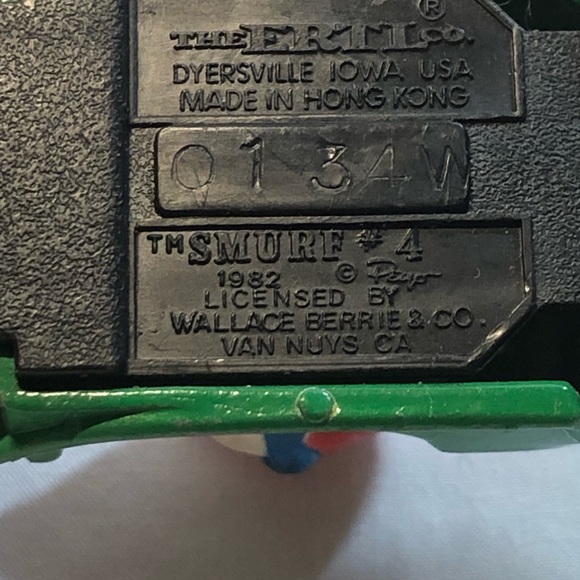 ®
THE ERTL CO.
DYERSVILLE IOWA USA
MADE IN HONG KONG
Q134W
™ SMURF #4
1982 © Peyo
LICENSED BY
WALLACE BERRIE & CO.
VAN NUYS CA